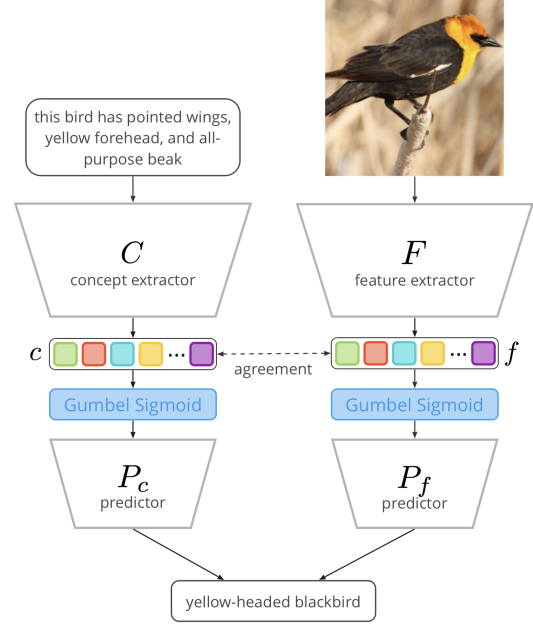 this bird has pointed wings,
yellow forehead, and all-
purpose beak
C
concept extractor
F
feature extractor
c
...
agreement
...
f
Gumbel Sigmoid
Gumbel Sigmoid
P_c
predictor
P_f
predictor
yellow-headed blackbird